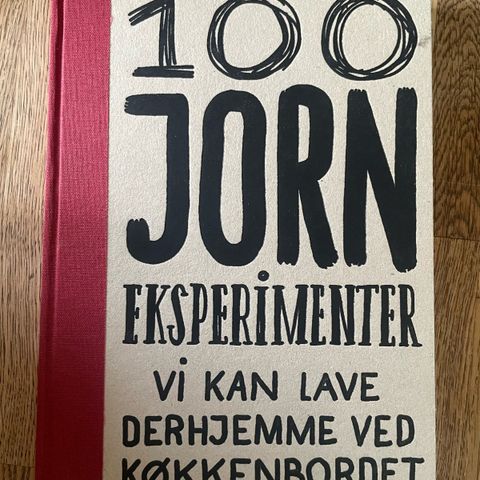 100
JORN
EKSPERiMENTER
Vi KAN LAVE
DERHJEMME VED
KØKKENBORDET